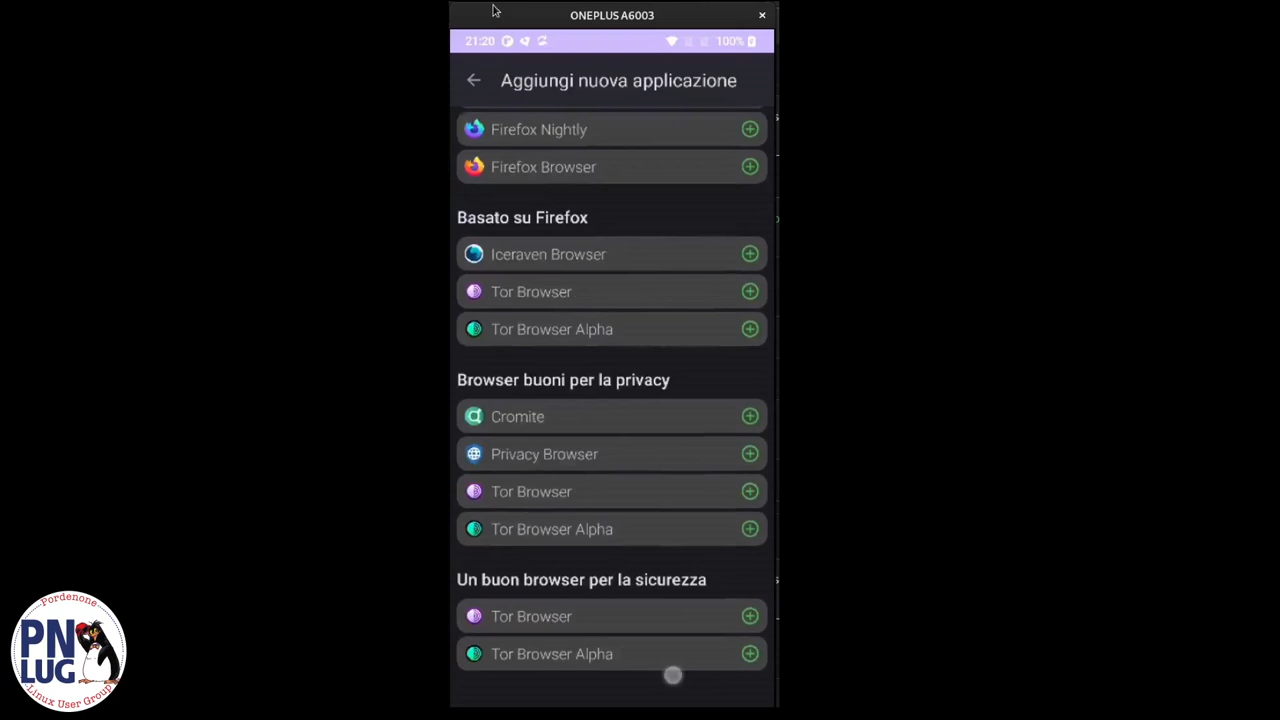 ONEPLUS A6003
21:20
100%
Aggiungi nuova applicazione
Firefox Nightly
Firefox Browser
Basato su Firefox
Iceraven Browser
Tor Browser
Tor Browser Alpha
Browser buoni per la privacy
Cromite
Privacy Browser
Tor Browser
Tor Browser Alpha
Un buon browser per la sicurezza
Tor Browser
Tor Browser Alpha
Pordenone
PN
LUG
Linux User Group